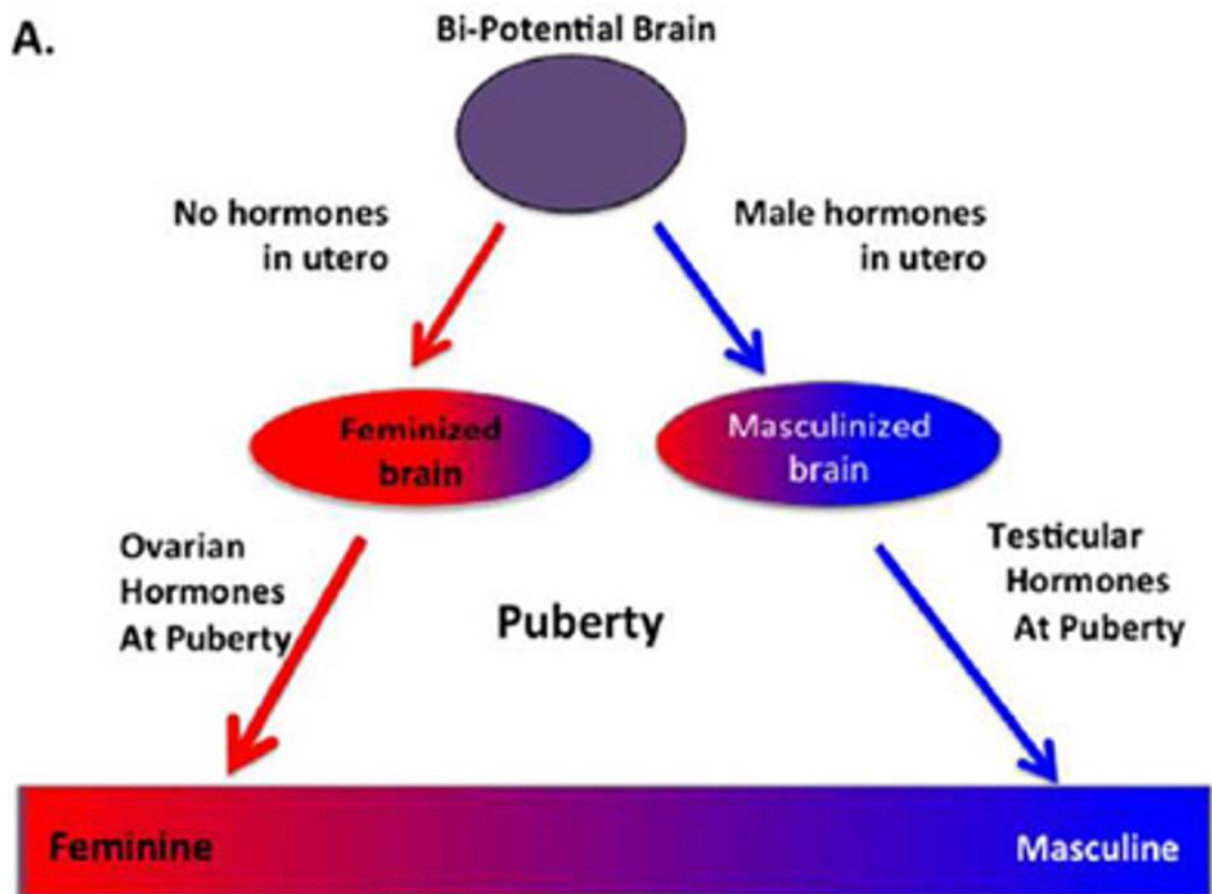 A.
Bi-Potential Brain
No hormones
in utero
Male hormones
in utero
Feminized
brain
Masculinized
brain
Ovarian
Hormones
At Puberty
Puberty
Testicular
Hormones
At Puberty
Feminine
Masculine